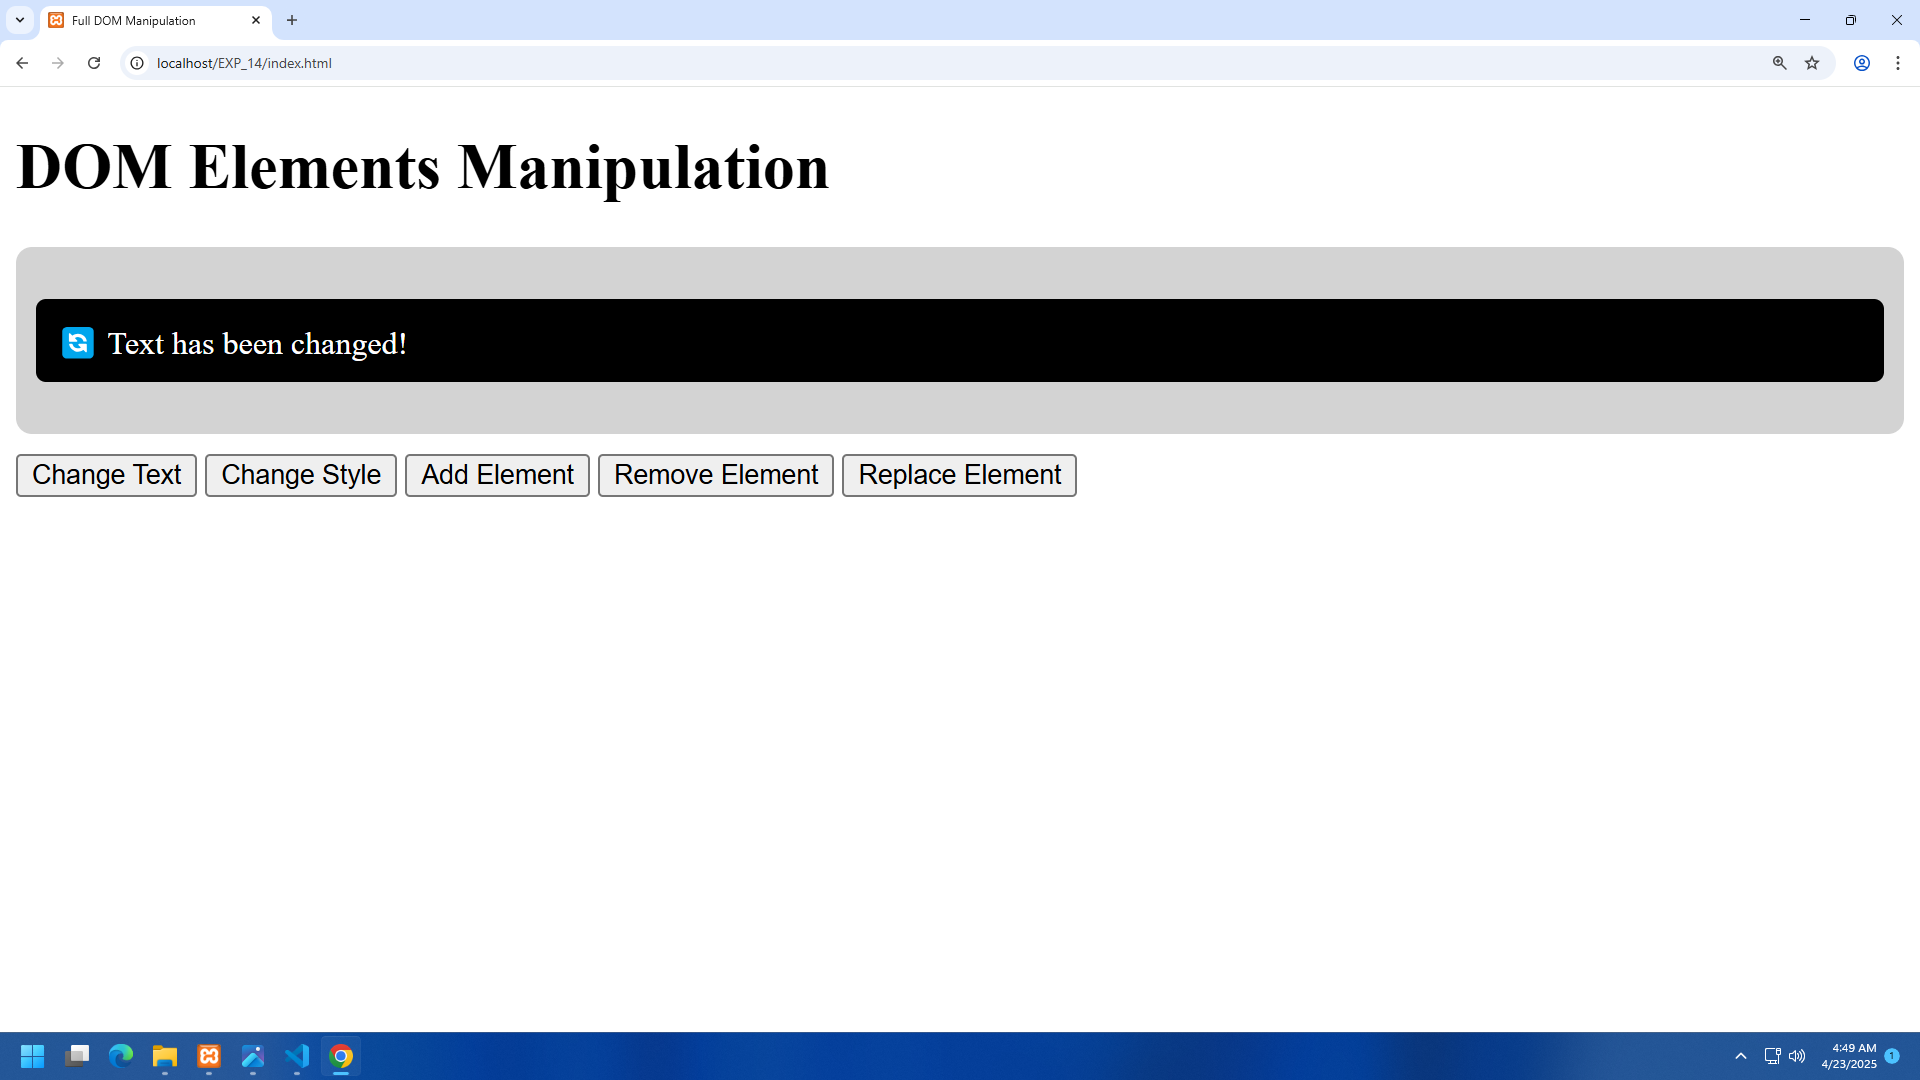 Full DOM Manipulation
localhost/EXP_14/index.html
DOM Elements Manipulation
🔄 Text has been changed!
Change Text Change Style Add Element Remove Element Replace Element
4:49 AM
4/23/2025
1